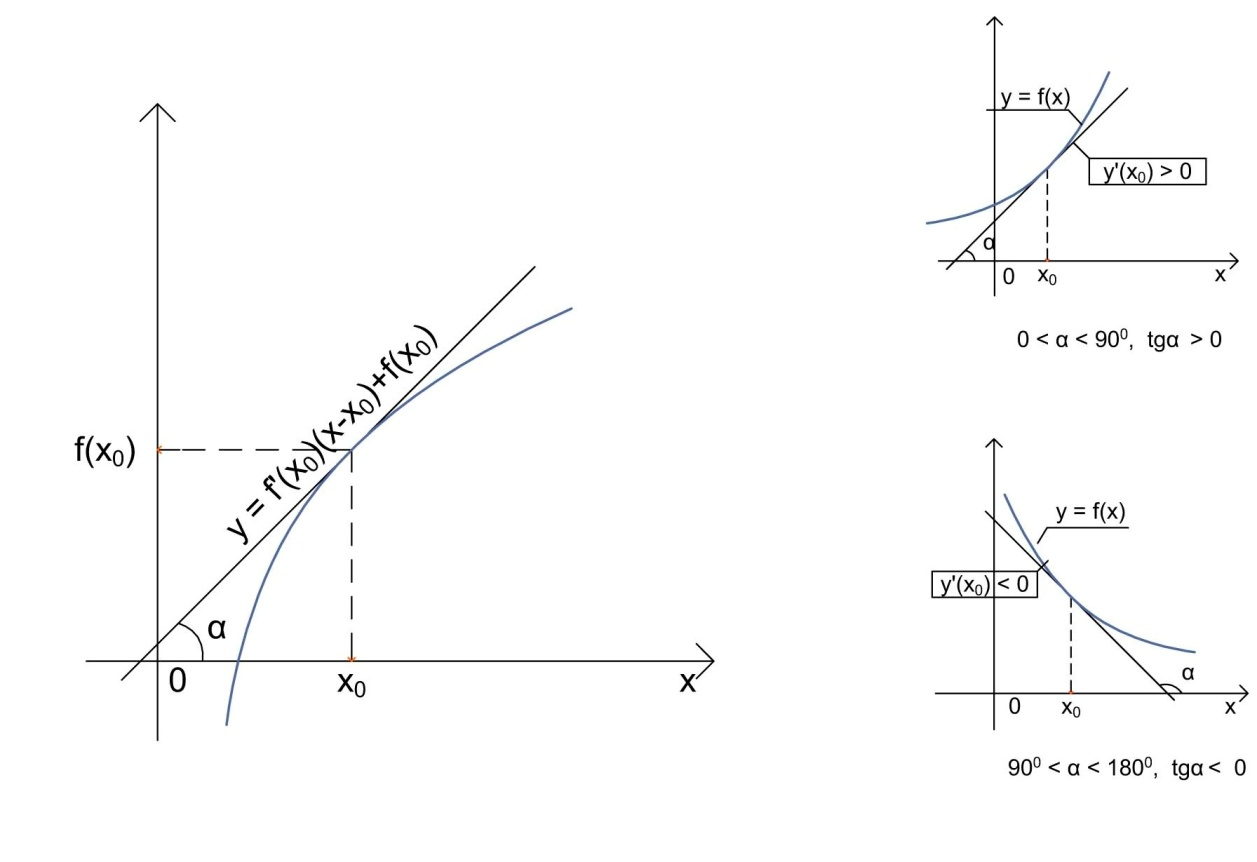 y = f'(x₀)(x-x₀)+f(x₀)
f(x₀)
α
0
x₀
x
y = f(x)
y'(x₀) > 0
α
0
x₀
x
0 < α < 90⁰, tgα > 0
y = f(x)
y'(x₀) < 0
α
0
x₀
x
90⁰ < α < 180⁰, tgα < 0